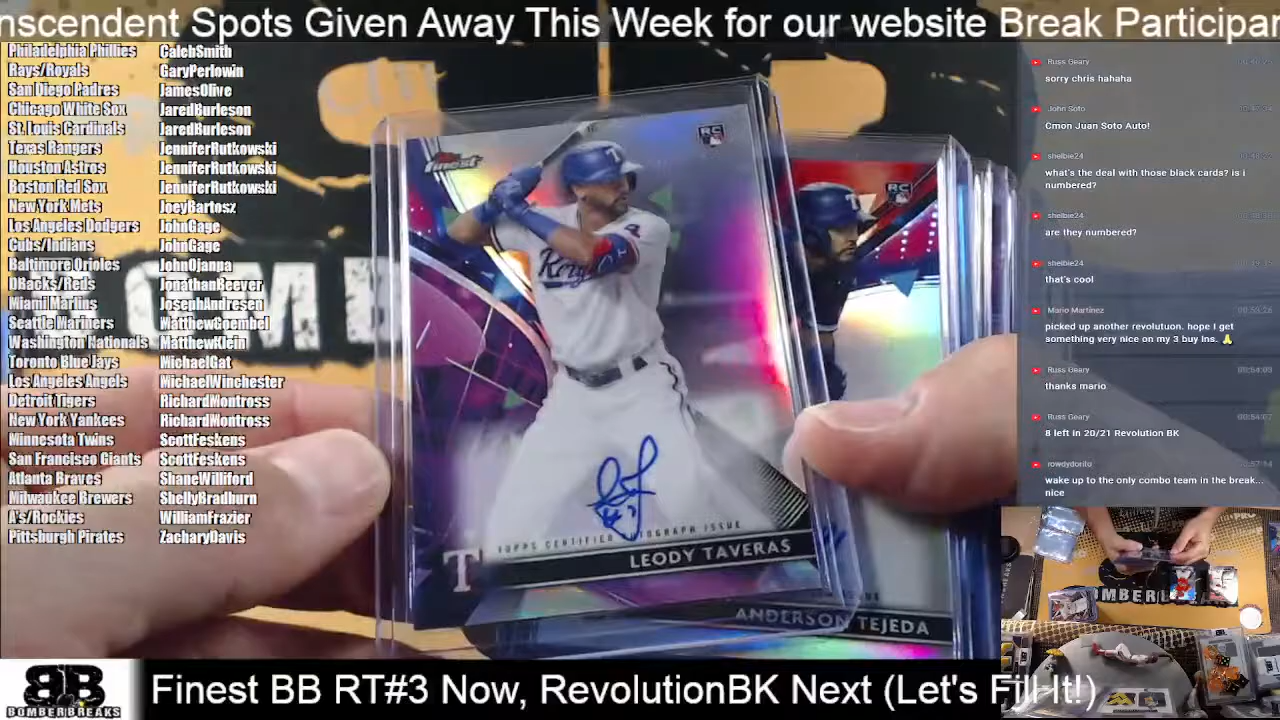 nscendent Spots Given Away This Week for our website Break Participan
Philadelphia Phillies CalebSmith
Rays/Royals GaryPerlowin
San Diego Padres JamesOlive
Chicago White Sox JaredBurleson
St. Louis Cardinals JaredBurleson
Texas Rangers JenniferRutkowski
Houston Astros JenniferRutkowski
Boston Red Sox JenniferRutkowski
New York Mets JoeyBartosz
Los Angeles Dodgers JohnGage
Cubs/Indians JohnGage
Baltimore Orioles JohnOjanpa
DBacks/Reds JonathanBeever
Miami Marlins JosephAndresen
Seattle Mariners MatthewGoembel
Washington Nationals MatthewKlein
Toronto Blue Jays MichaelGat
Los Angeles Angels MichaelWinchester
Detroit Tigers RichardMontross
New York Yankees RichardMontross
Minnesota Twins ScottFeskens
San Francisco Giants ScottFeskens
Atlanta Braves ShaneWilliford
Milwaukee Brewers ShellyBradburn
A's/Rockies WilliamFrazier
Pittsburgh Pirates ZacharyDavis
Finest
RC
RC
TOPPS CERTIFIED AUTOGRAPH ISSUE
T
LEODY TAVERAS
ANDERSON TEJEDA
Russ Geary
sorry chris hahaha
John Soto
Cmon Juan Soto Auto!
shelbie24
what's the deal with those black cards? is i
numbered?
shelbie24
are they numbered?
shelbie24
that's cool
Mario Martinez
picked up another revolutuon. hope I get
something very nice on my 3 buy Ins. 🙏
Russ Geary
thanks mario
Russ Geary
8 left in 20/21 Revolution BK
rowdydorito
wake up to the only combo team in the break...
nice
BOMBERBREAKS
Finest BB RT#3 Now, RevolutionBK Next (Let's Fill It!)